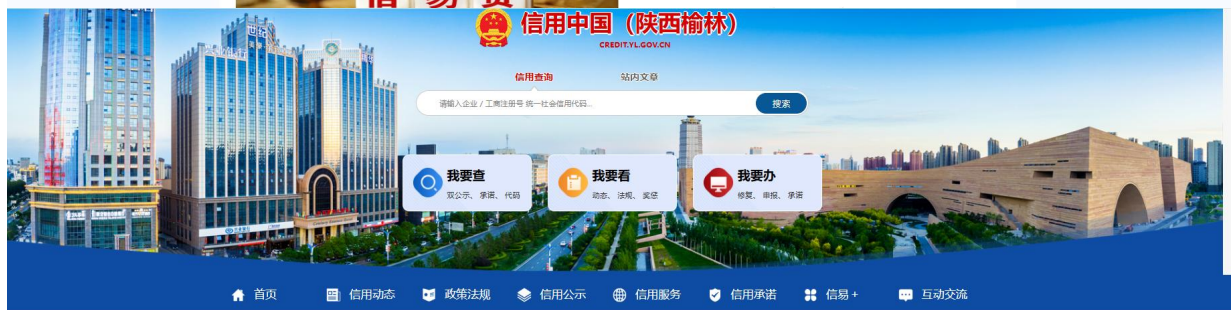 信易贷
信用中国（陕西榆林）
CREDIT.YL.GOV.CN
信用查询 站内文章
请输入企业 / 工商注册号 统一社会信用代码... 搜索
我要查
双公示、承诺、代码
我要看
动态、法规、奖惩
我要办
修复、申报、承诺
首页 信用动态 政策法规 信用公示 信用服务 信用承诺 信易+ 互动交流